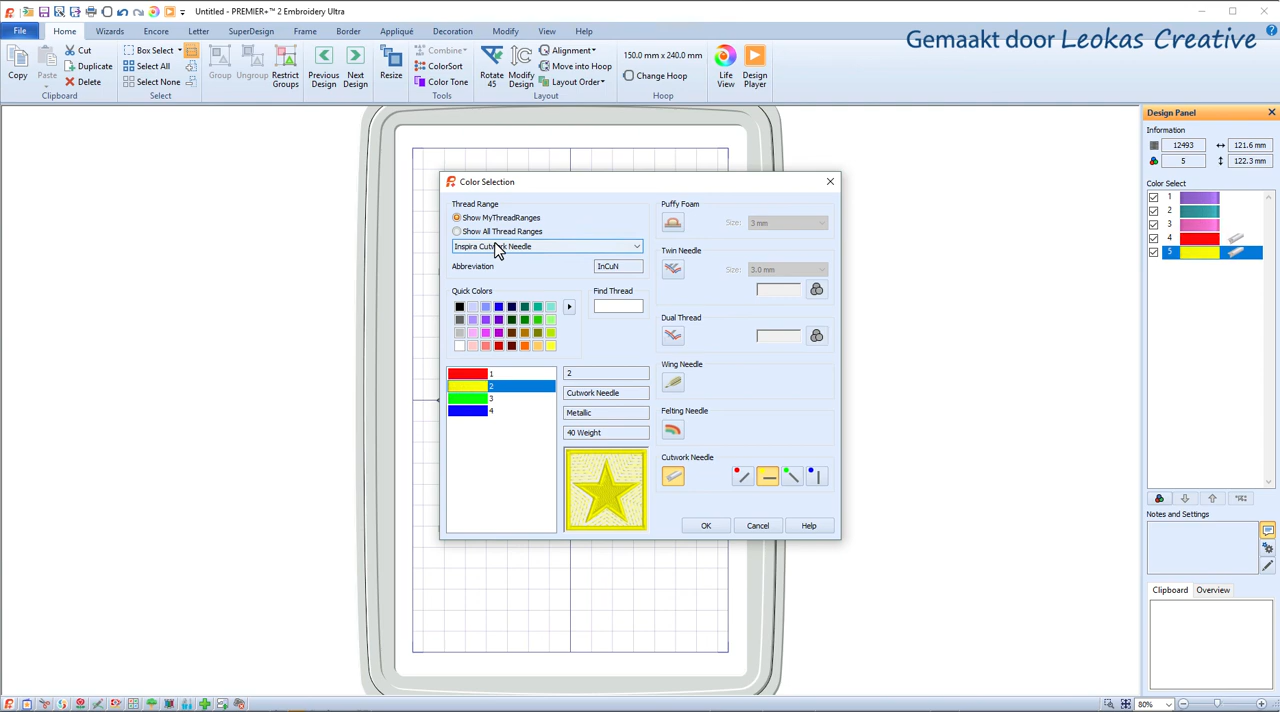 Untitled - PREMIER+™ 2 Embroidery Ultra
File Home Wizards Encore Letter SuperDesign Frame Border Appliqué Decoration Modify View Help
Gemaakt door Leokas Creative
Copy Paste Cut Duplicate Delete
Clipboard
Box Select Select All Select None
Select
Group Ungroup Restrict Groups
Previous Design Next Design
Resize
Combine ColorSort Color Tone
Tools
Rotate 45 Modify Design
Alignment Move into Hoop Layout Order
Layout
150.0 mm x 240.0 mm
Change Hoop
Hoop
Life View Design Player
Color Selection
Thread Range
Show MyThreadRanges
Show All Thread Ranges
Inspira Cutwork Needle
Abbreviation InCuN
Quick Colors Find Thread
1
2
3
4
2
Cutwork Needle
Metallic
40 Weight
Puffy Foam
Size: 3 mm
Twin Needle
Size: 3.0 mm
Dual Thread
Wing Needle
Felting Needle
Cutwork Needle
OK Cancel Help
Design Panel
Information
12493 121.6 mm
5 122.3 mm
Color Select
1
2
3
4
5
Notes and Settings
Clipboard Overview
80%